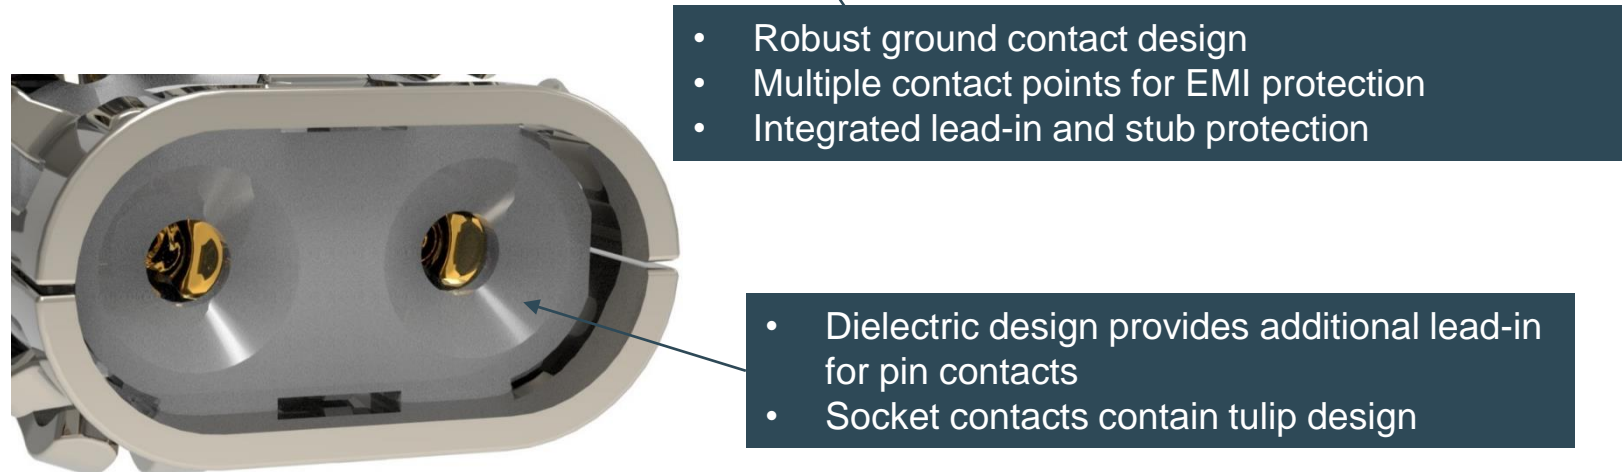 • Robust ground contact design
• Multiple contact points for EMI protection
• Integrated lead-in and stub protection
• Dielectric design provides additional lead-in
for pin contacts
• Socket contacts contain tulip design